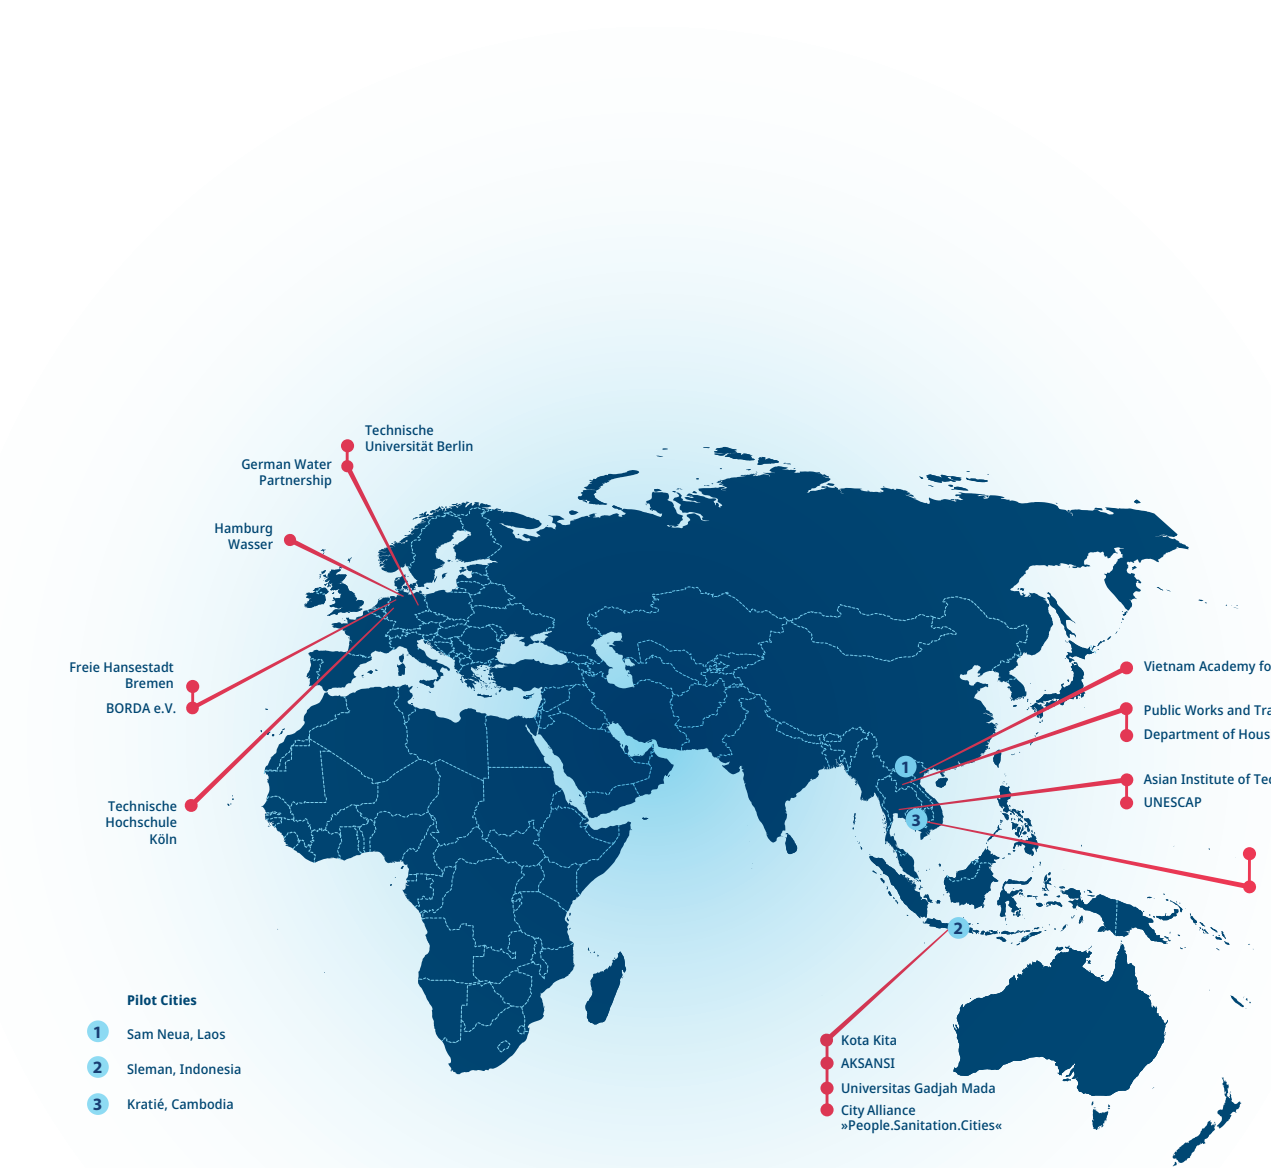 Technische
Universität Berlin
German Water
Partnership
Hamburg
Wasser
Freie Hansestadt
Bremen
BORDA e.V.
Technische
Hochschule
Köln
Vietnam Academy fo
Public Works and Tra
Department of Hous
Asian Institute of Tec
UNESCAP
1
3
2
Kota Kita
AKSANSI
Universitas Gadjah Mada
City Alliance
»People.Sanitation.Cities«
Pilot Cities
1 Sam Neua, Laos
2 Sleman, Indonesia
3 Kratié, Cambodia